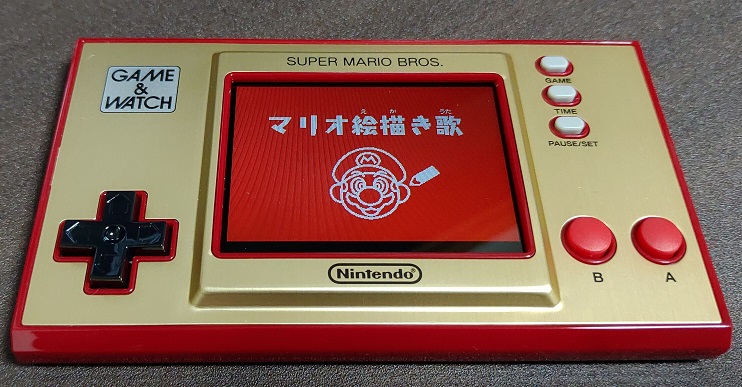 SUPER MARIO BROS.
GAME
&
WATCH
GAME
TIME
PAUSE/SET
えかうた
マリオ絵描き歌
Nintendo®
B
A